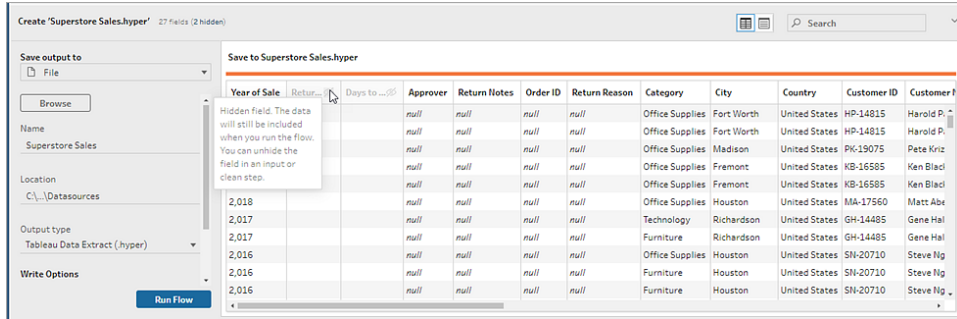 Create 'Superstore Sales.hyper' 27 fields (2 hidden)
Search
Save output to
File
Browse
Name
Superstore Sales
Location
C:\...\Datasources
Output type
Tableau Data Extract (.hyper)
Write Options
Run Flow
Save to Superstore Sales.hyper
Year of Sale Retur... Days to ... Approver Return Notes Order ID Return Reason Category City Country Customer ID Customer
Hidden field. The data
will still be included
when you run the flow.
You can unhide the
field in an input or
clean step.
null null null null Office Supplies Fort Worth United States HP-14815 Harold P
null null null null Office Supplies Fort Worth United States HP-14815 Harold P
null null null null Office Supplies Madison United States PK-19075 Pete Kriz
null null null null Office Supplies Fremont United States KB-16585 Ken Black
null null null null Office Supplies Fremont United States KB-16585 Ken Black
2,018 null null null null Office Supplies Houston United States MA-17560 Matt Abe
2,017 null null null null Technology Richardson United States GH-14485 Gene Hal
2,017 null null null null Furniture Richardson United States GH-14485 Gene Hal
2,016 null null null null Office Supplies Houston United States SN-20710 Steve Ng
2,016 null null null null Furniture Houston United States SN-20710 Steve Ng
2,016 null null null null Furniture Houston United States SN-20710 Steve Ng